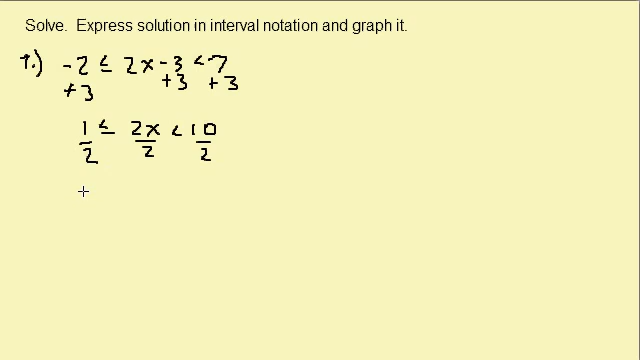 Solve. Express solution in interval notation and graph it.
9.) -2 ≤ 2x - 3 < 7
+3 +3 +3
1 ≤ 2x < 10
2 2 2